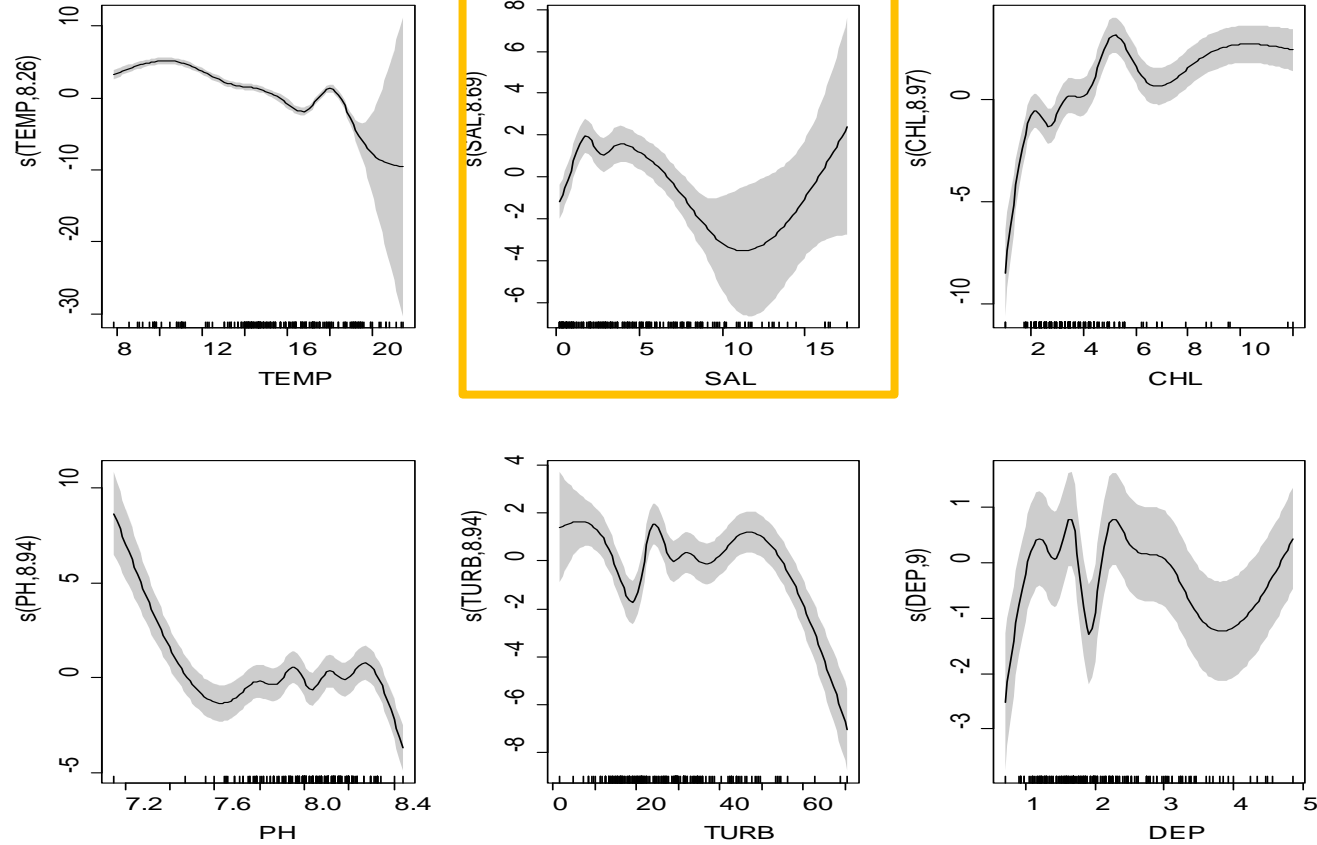 10
0
-10
-20
-30
s(TEMP,8.26)
8 12 16 20
TEMP
8
6
4
2
0
-2
-4
-6
s(SAL,8.69)
0 5 10 15
SAL
0
-5
-10
s(CHL,8.97)
2 4 6 8 10
CHL
10
5
0
-5
s(PH,8.94)
7.2 7.6 8.0 8.4
PH
4
2
0
-2
-4
-6
-8
s(TURB,8.94)
0 20 40 60
TURB
1
0
-1
-2
-3
s(DEP,9)
1 2 3 4 5
DEP